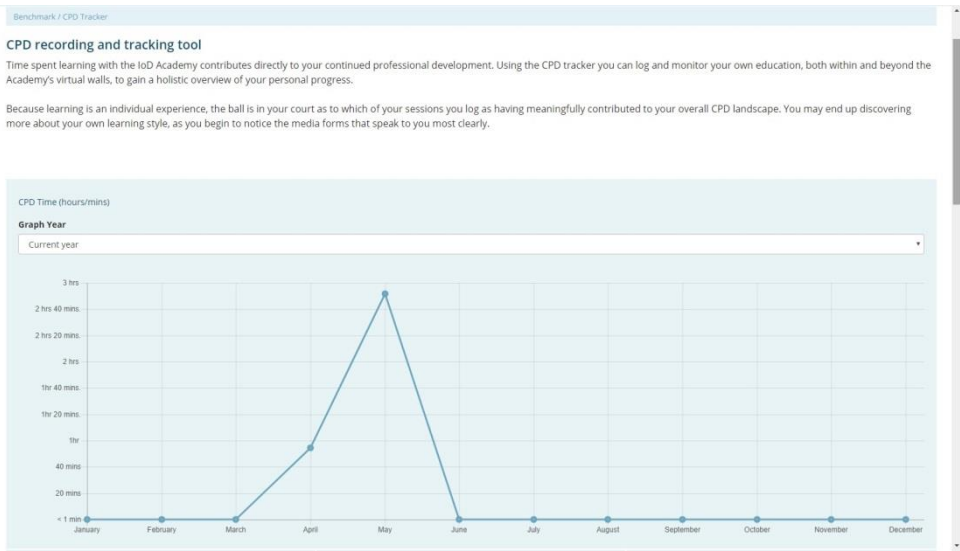 Benchmark / CPD Tracker
CPD recording and tracking tool
Time spent learning with the IoD Academy contributes directly to your continued professional development. Using the CPD tracker you can log and monitor your own education, both within and beyond the
Academy's virtual walls, to gain a holistic overview of your personal progress.
Because learning is an individual experience, the ball is in your court as to which of your sessions you log as having meaningfully contributed to your overall CPD landscape. You may end up discovering
more about your own learning style, as you begin to notice the media forms that speak to you most clearly.
CPD Time (hours/mins)
Graph Year
Current year
3 hrs
2 hrs 40 mins.
2 hrs 20 mins.
2 hrs
1hr 40 mins.
1hr 20 mins.
1hr
40 mins
20 mins
< 1 min
January February March April May June July August September October November December